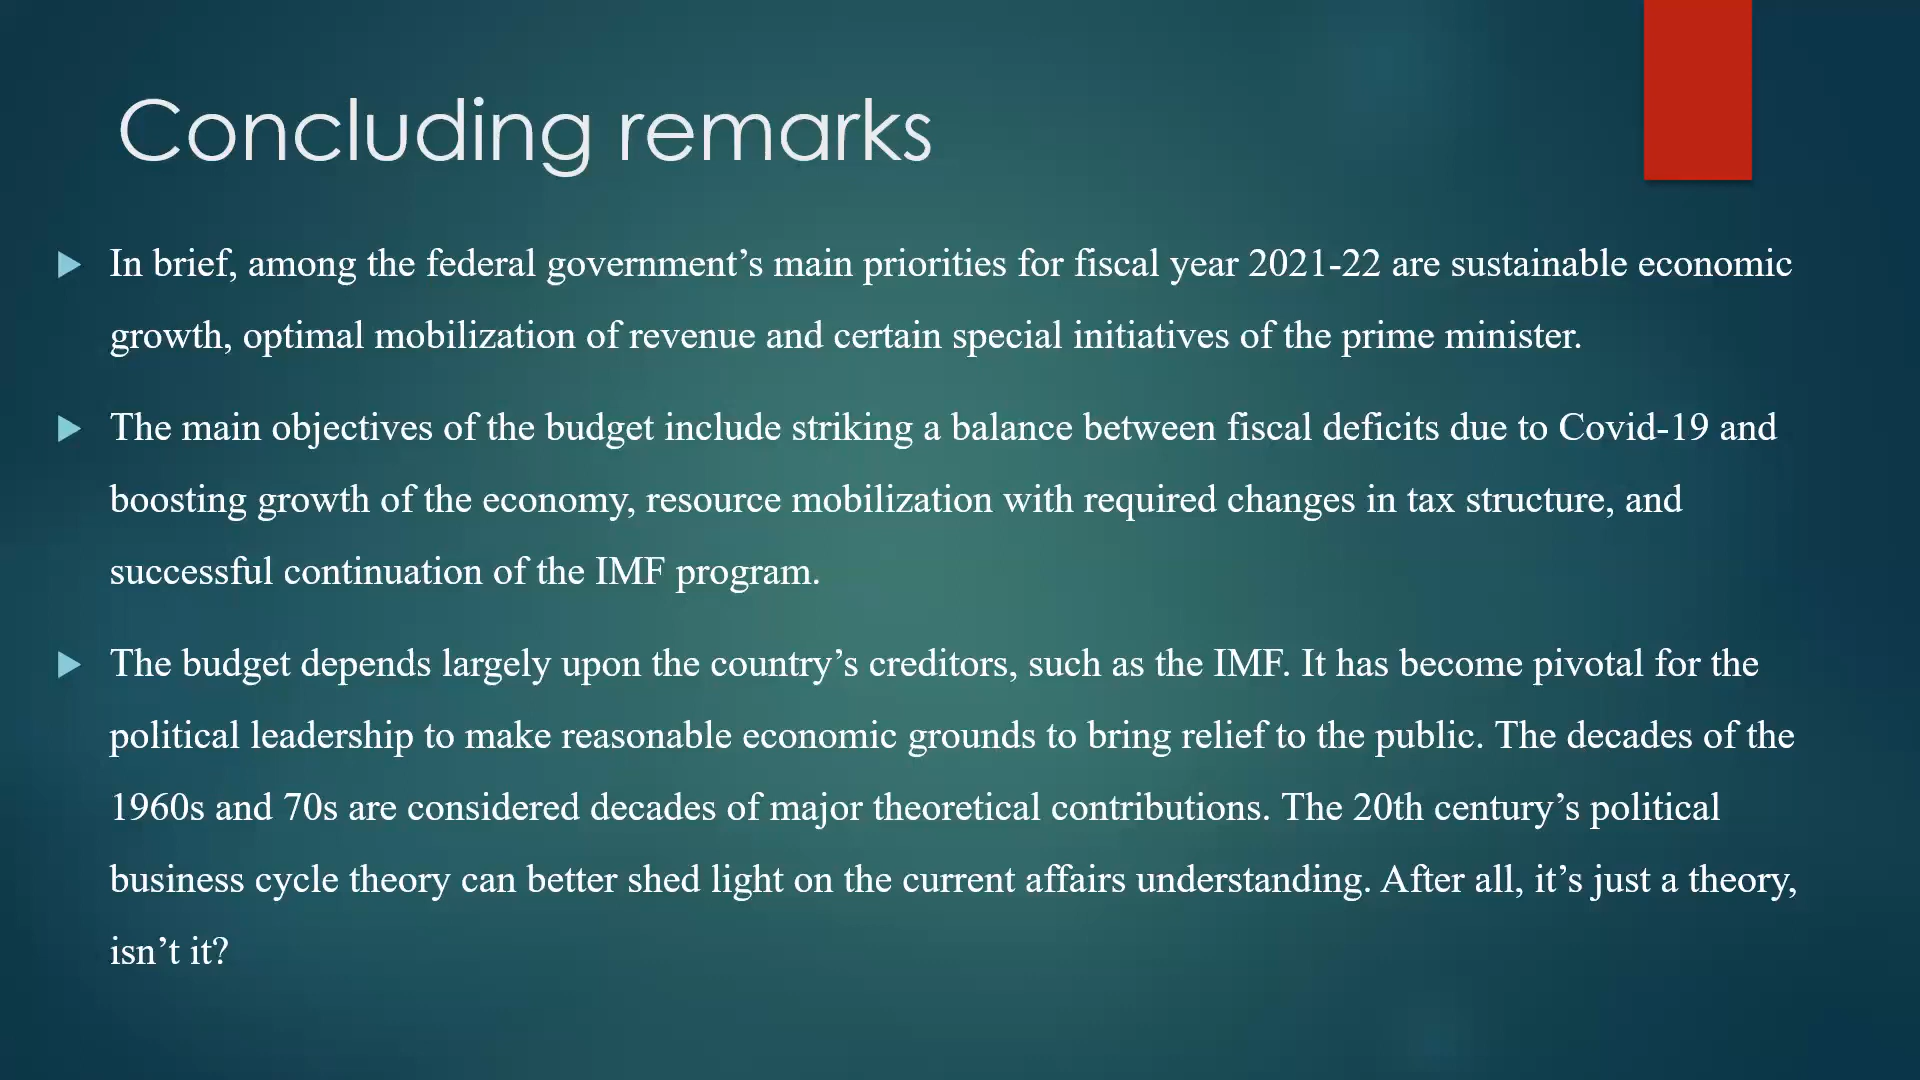 Concluding remarks
In brief, among the federal government’s main priorities for fiscal year 2021-22 are sustainable economic
growth, optimal mobilization of revenue and certain special initiatives of the prime minister.
The main objectives of the budget include striking a balance between fiscal deficits due to Covid-19 and
boosting growth of the economy, resource mobilization with required changes in tax structure, and
successful continuation of the IMF program.
The budget depends largely upon the country’s creditors, such as the IMF. It has become pivotal for the
political leadership to make reasonable economic grounds to bring relief to the public. The decades of the
1960s and 70s are considered decades of major theoretical contributions. The 20th century’s political
business cycle theory can better shed light on the current affairs understanding. After all, it’s just a theory,
isn’t it?